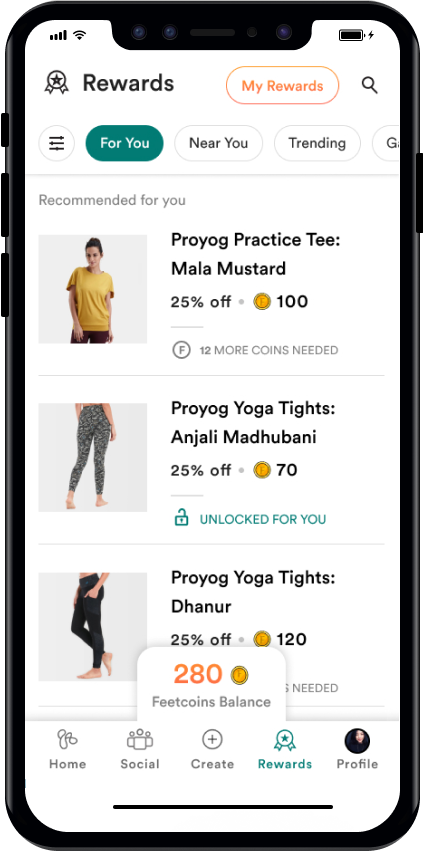 Rewards
My Rewards
For You
Near You
Trending
Recommended for you
Proyog Practice Tee:
Mala Mustard
25% off • 100
F 12 MORE COINS NEEDED
Proyog Yoga Tights:
Anjali Madhubani
25% off • 70
UNLOCKED FOR YOU
Proyog Yoga Tights:
Dhanur
25% off • 120
NEEDED
280
Feetcoins Balance
Home
Social
Create
Rewards
Profile